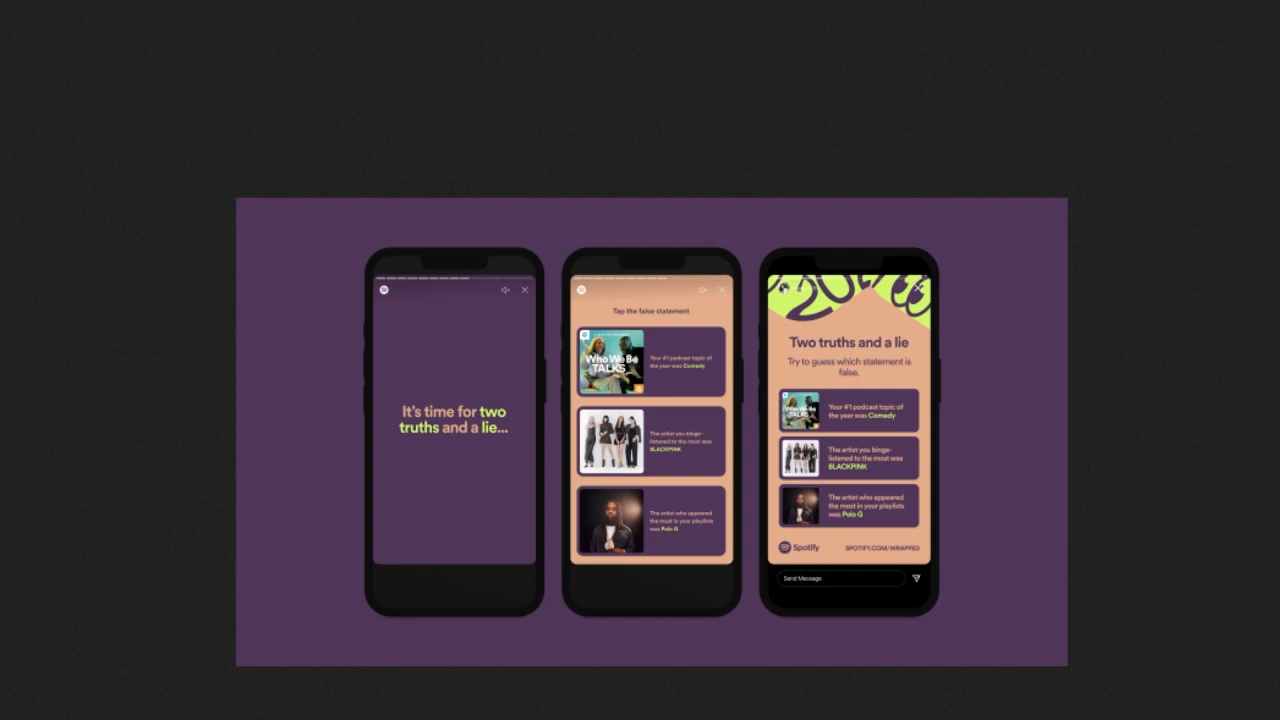 It's time for two
truths and a lie...
Tap the false statement
Who We Be
TALKS
Your #1 podcast topic of
the year was Comedy
The artist you binge-
listened to the most was
BLACKPINK
The artist who appeared
the most in your playlists
was Polo G
Two truths and a lie
Try to guess which statement is
false.
Who We Be
TALKS
Your #1 podcast topic of
the year was Comedy
The artist you binge-
listened to the most was
BLACKPINK
The artist who appeared
the most in your playlists
was Polo G
Spotify
SPOTIFY.COM/WRAPPED
Send Message